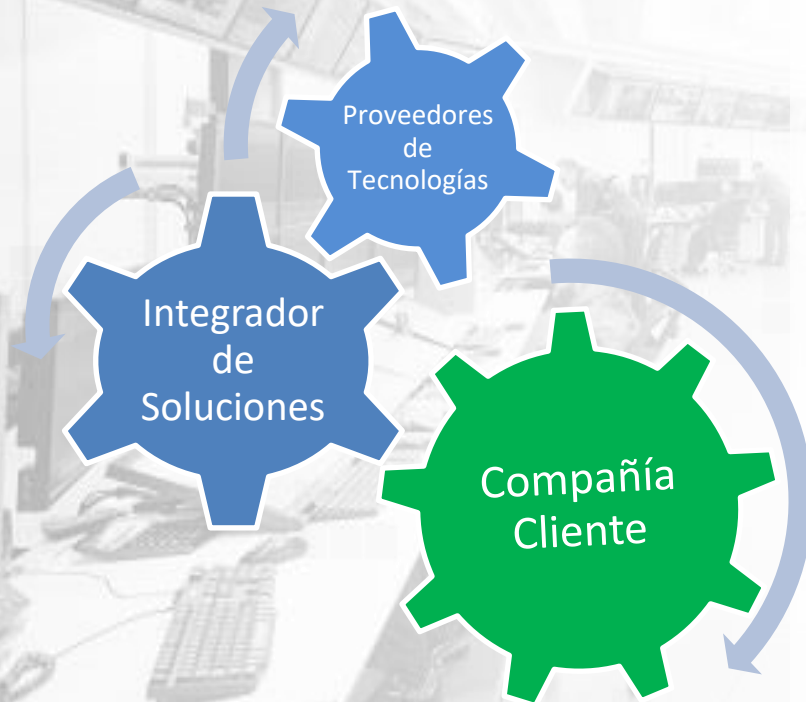 Proveedores
de
Tecnologías
Integrador
de
Soluciones
Compañía
Cliente